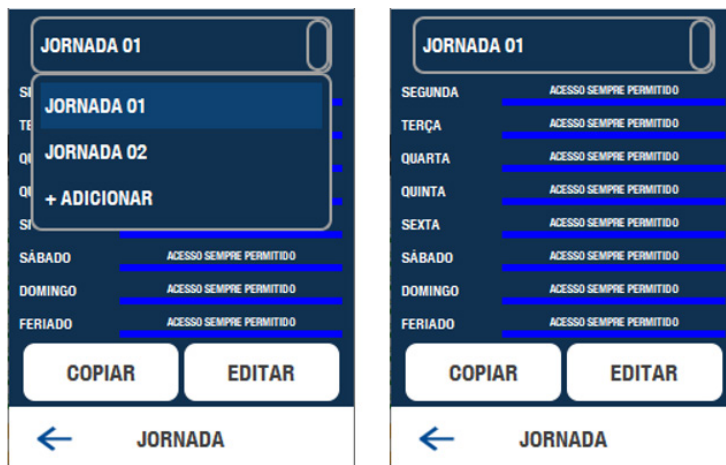 JORNADA 01
JORNADA 01
JORNADA 02
+ ADICIONAR
SÁBADO ACESSO SEMPRE PERMITIDO
DOMINGO ACESSO SEMPRE PERMITIDO
FERIADO ACESSO SEMPRE PERMITIDO
COPIAR EDITAR
JORNADA
JORNADA 01
SEGUNDA ACESSO SEMPRE PERMITIDO
TERÇA ACESSO SEMPRE PERMITIDO
QUARTA ACESSO SEMPRE PERMITIDO
QUINTA ACESSO SEMPRE PERMITIDO
SEXTA ACESSO SEMPRE PERMITIDO
SÁBADO ACESSO SEMPRE PERMITIDO
DOMINGO ACESSO SEMPRE PERMITIDO
FERIADO ACESSO SEMPRE PERMITIDO
COPIAR EDITAR
JORNADA